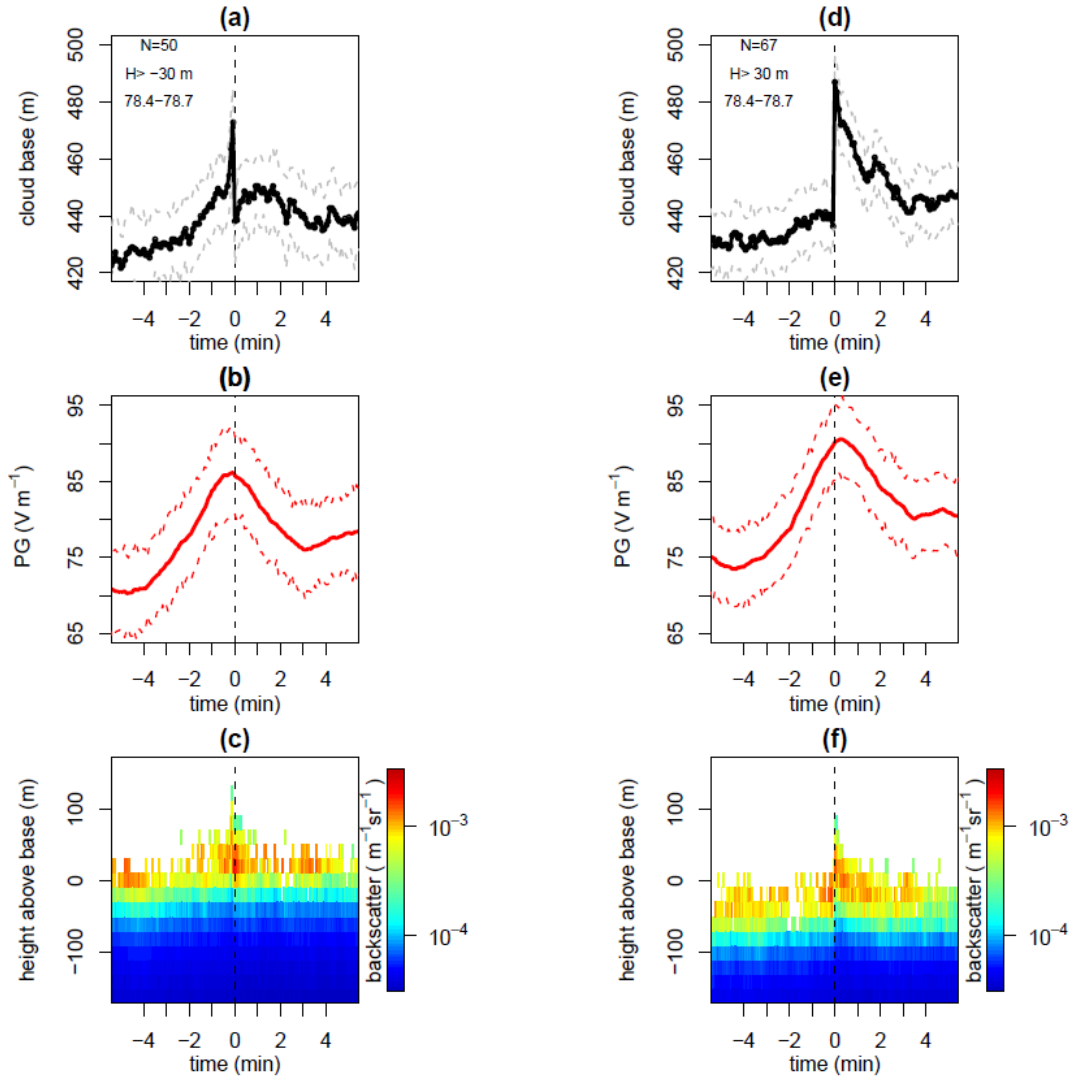 (a)
N=50
H> −30 m
78.4−78.7
cloud base (m)
500
480
460
440
420
−4 −2 0 2 4
time (min)
(d)
N=67
H> 30 m
78.4−78.7
cloud base (m)
500
480
460
440
420
−4 −2 0 2 4
time (min)
(b)
PG (V m⁻¹)
95
85
75
65
−4 −2 0 2 4
time (min)
(e)
PG (V m⁻¹)
95
85
75
65
−4 −2 0 2 4
time (min)
(c)
height above base (m)
100
0
−100
−4 −2 0 2 4
time (min)
backscatter ( m⁻¹sr⁻¹ )
10⁻³
10⁻⁴
(f)
height above base (m)
100
0
−100
−4 −2 0 2 4
time (min)
backscatter ( m⁻¹sr⁻¹ )
10⁻³
10⁻⁴